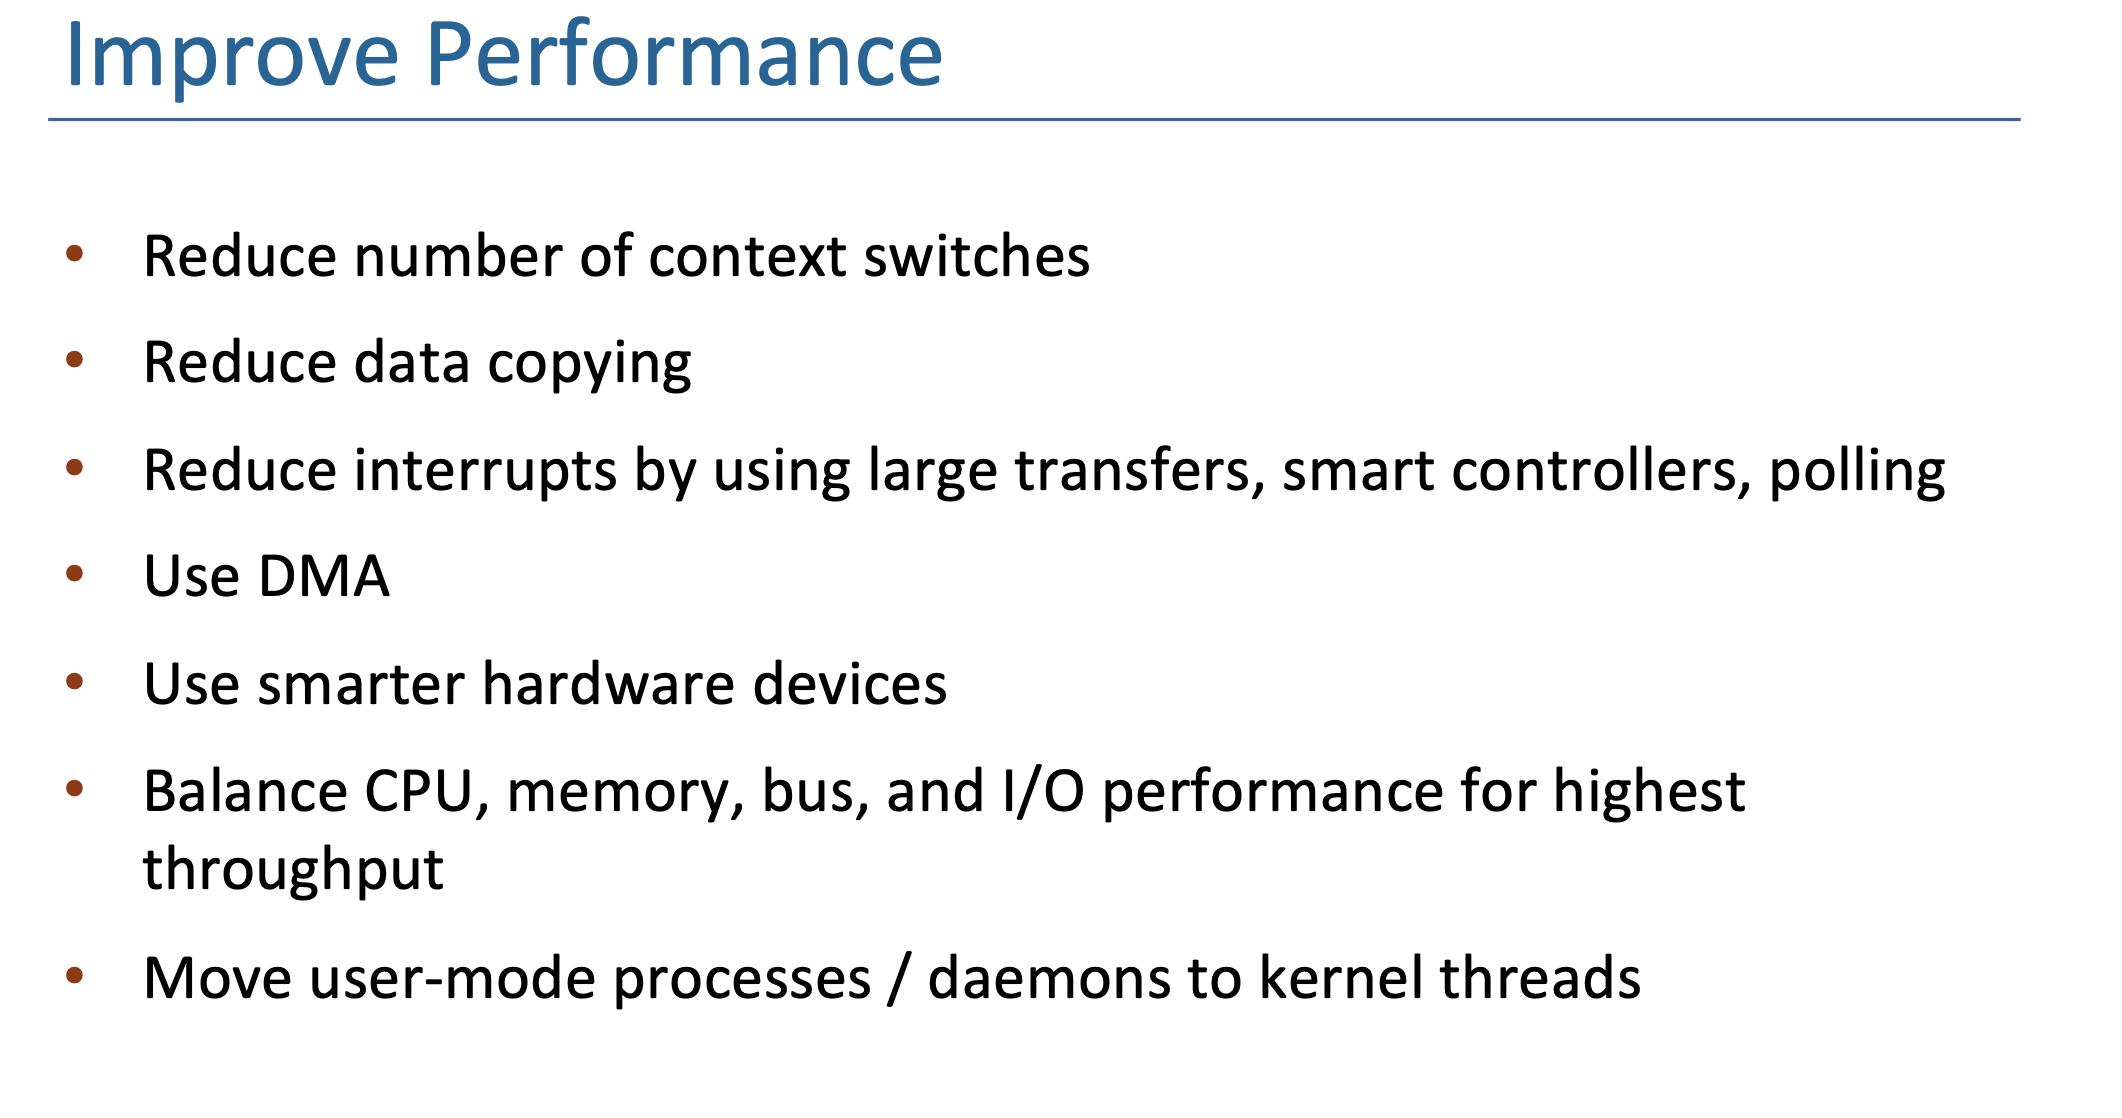 Improve Performance
• Reduce number of context switches
• Reduce data copying
• Reduce interrupts by using large transfers, smart controllers, polling
• Use DMA
• Use smarter hardware devices
• Balance CPU, memory, bus, and I/O performance for highest
throughput
• Move user-mode processes / daemons to kernel threads